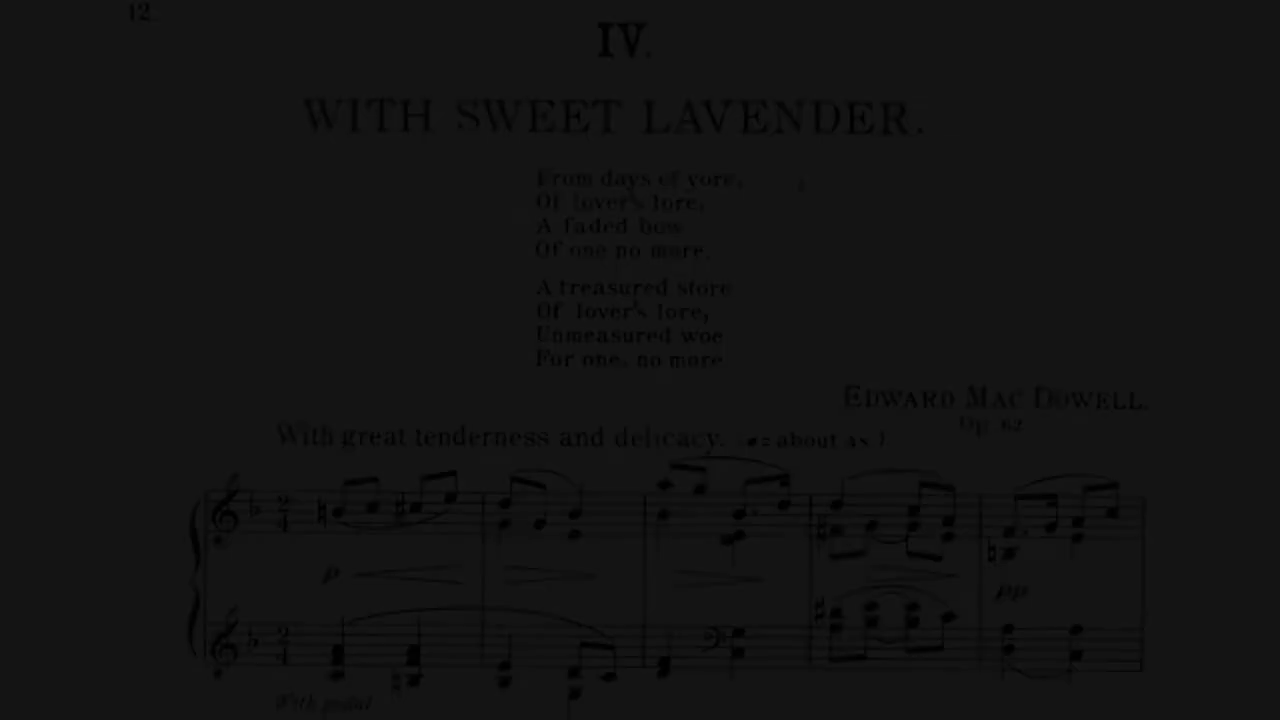 12
IV.
WITH SWEET LAVENDER.
From days of yore,
Of lover's lore,
A faded bow
Of one no more.
A treasured store
Of lover's lore,
Unmeasured woe
For one, no more
EDWARD MAC DOWELL.
Op. 62
With great tenderness and delicacy. (𝅘𝅥 = about 48)
p
pp
With pedal